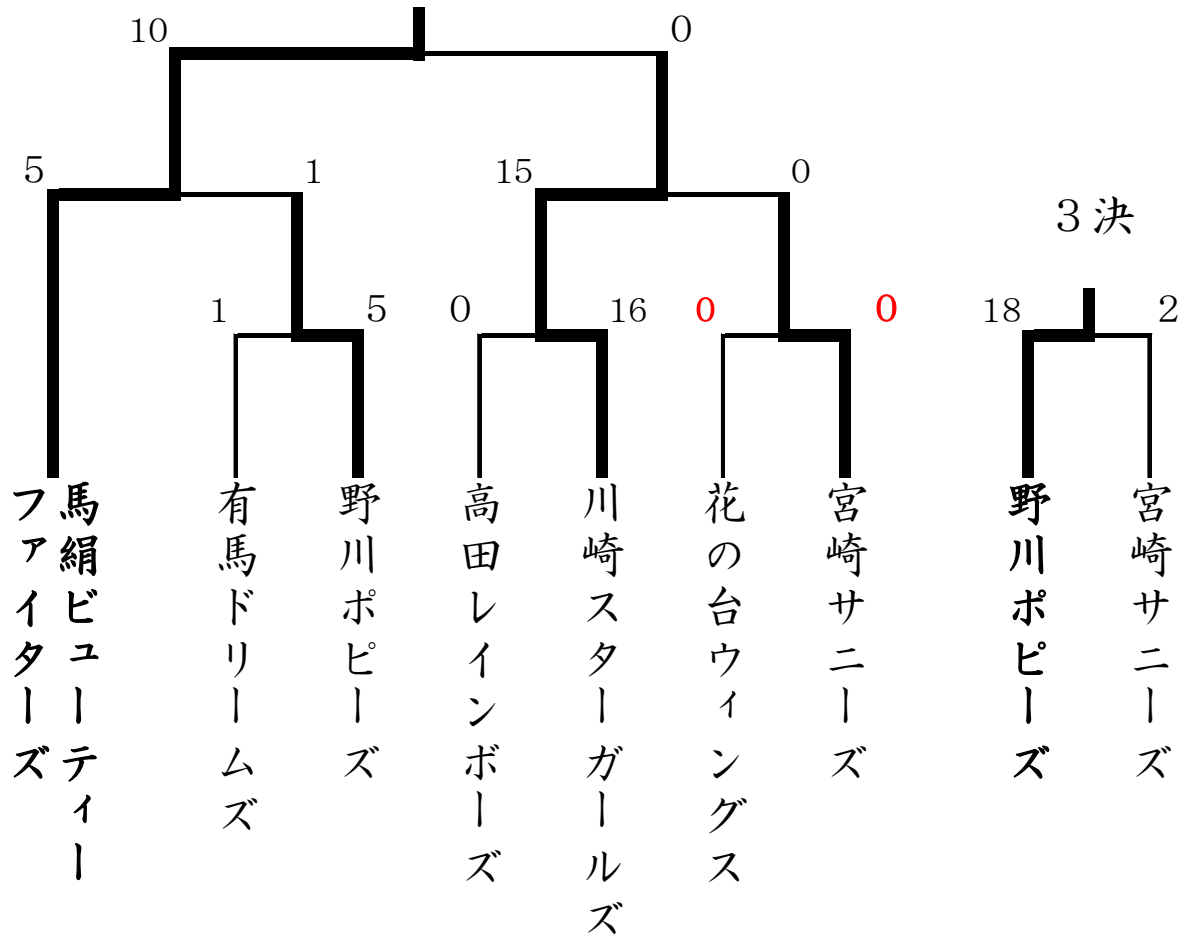 10
0
5
1
15
0
3決
1
5
0
16
0
0
18
2
馬絹ビューティー
ファイターズ
有馬ドリームズ
野川ポピーズ
高田レインボーズ
川崎スターガールズ
花の台ウィングス
宮崎サニーズ
野川ポピーズ
宮崎サニーズ